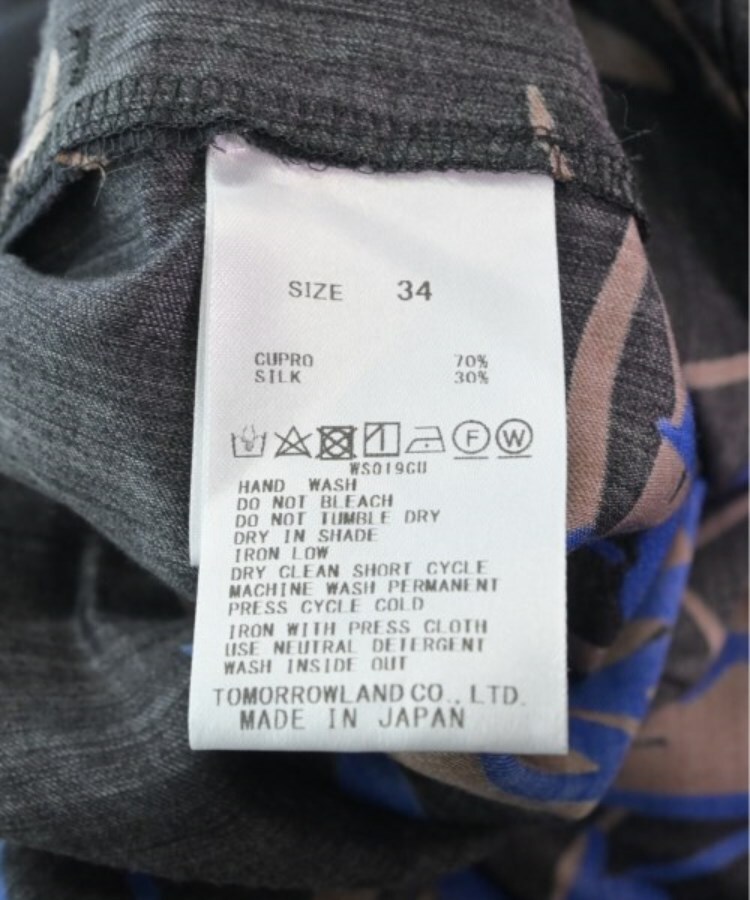 SIZE 34
CUPRO 70%
SILK 30%
F W
WS019GU
HAND WASH
DO NOT BLEACH
DO NOT TUMBLE DRY
DRY IN SHADE
IRON LOW
DRY CLEAN SHORT CYCLE
MACHINE WASH PERMANENT
PRESS CYCLE COLD
IRON WITH PRESS CLOTH
USE NEUTRAL DETERGENT
WASH INSIDE OUT
TOMORROWLAND CO., LTD.
MADE IN JAPAN